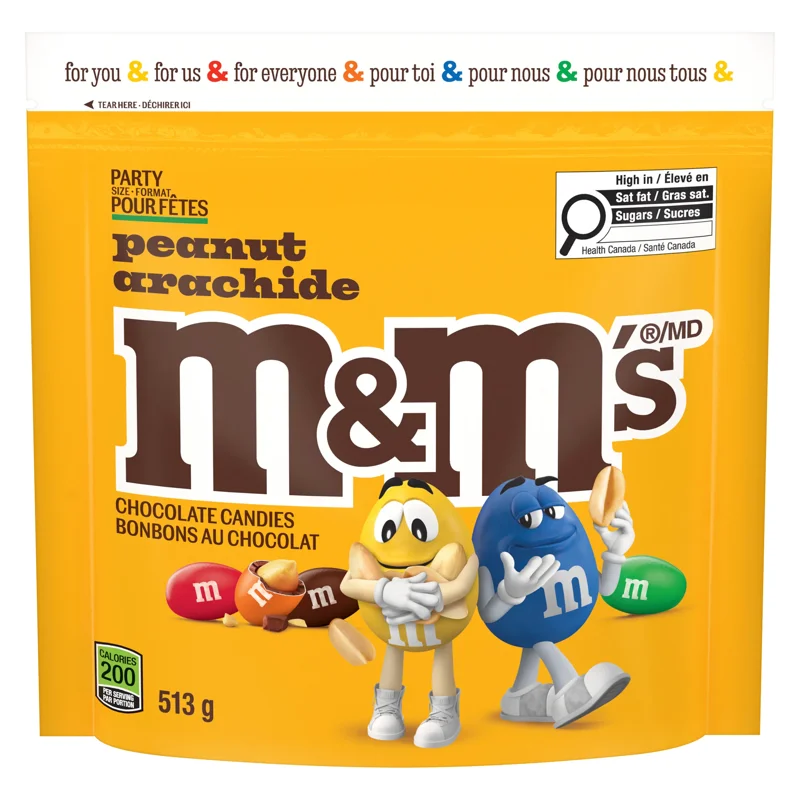 for you & for us & for everyone & pour toi & pour nous & pour nous tous &
◄ TEAR HERE - DÉCHIRER ICI
PARTY
SIZE • FORMAT
POUR FÊTES
peanut
arachide
High in / Élevé en
Sat fat / Gras sat.
Sugars / Sucres
Health Canada / Santé Canada
m&m's®/MD
CHOCOLATE CANDIES
BONBONS AU CHOCOLAT
m
m
m
m
m
m
CALORIES
200
PER SERVING
PAR PORTION
513 g